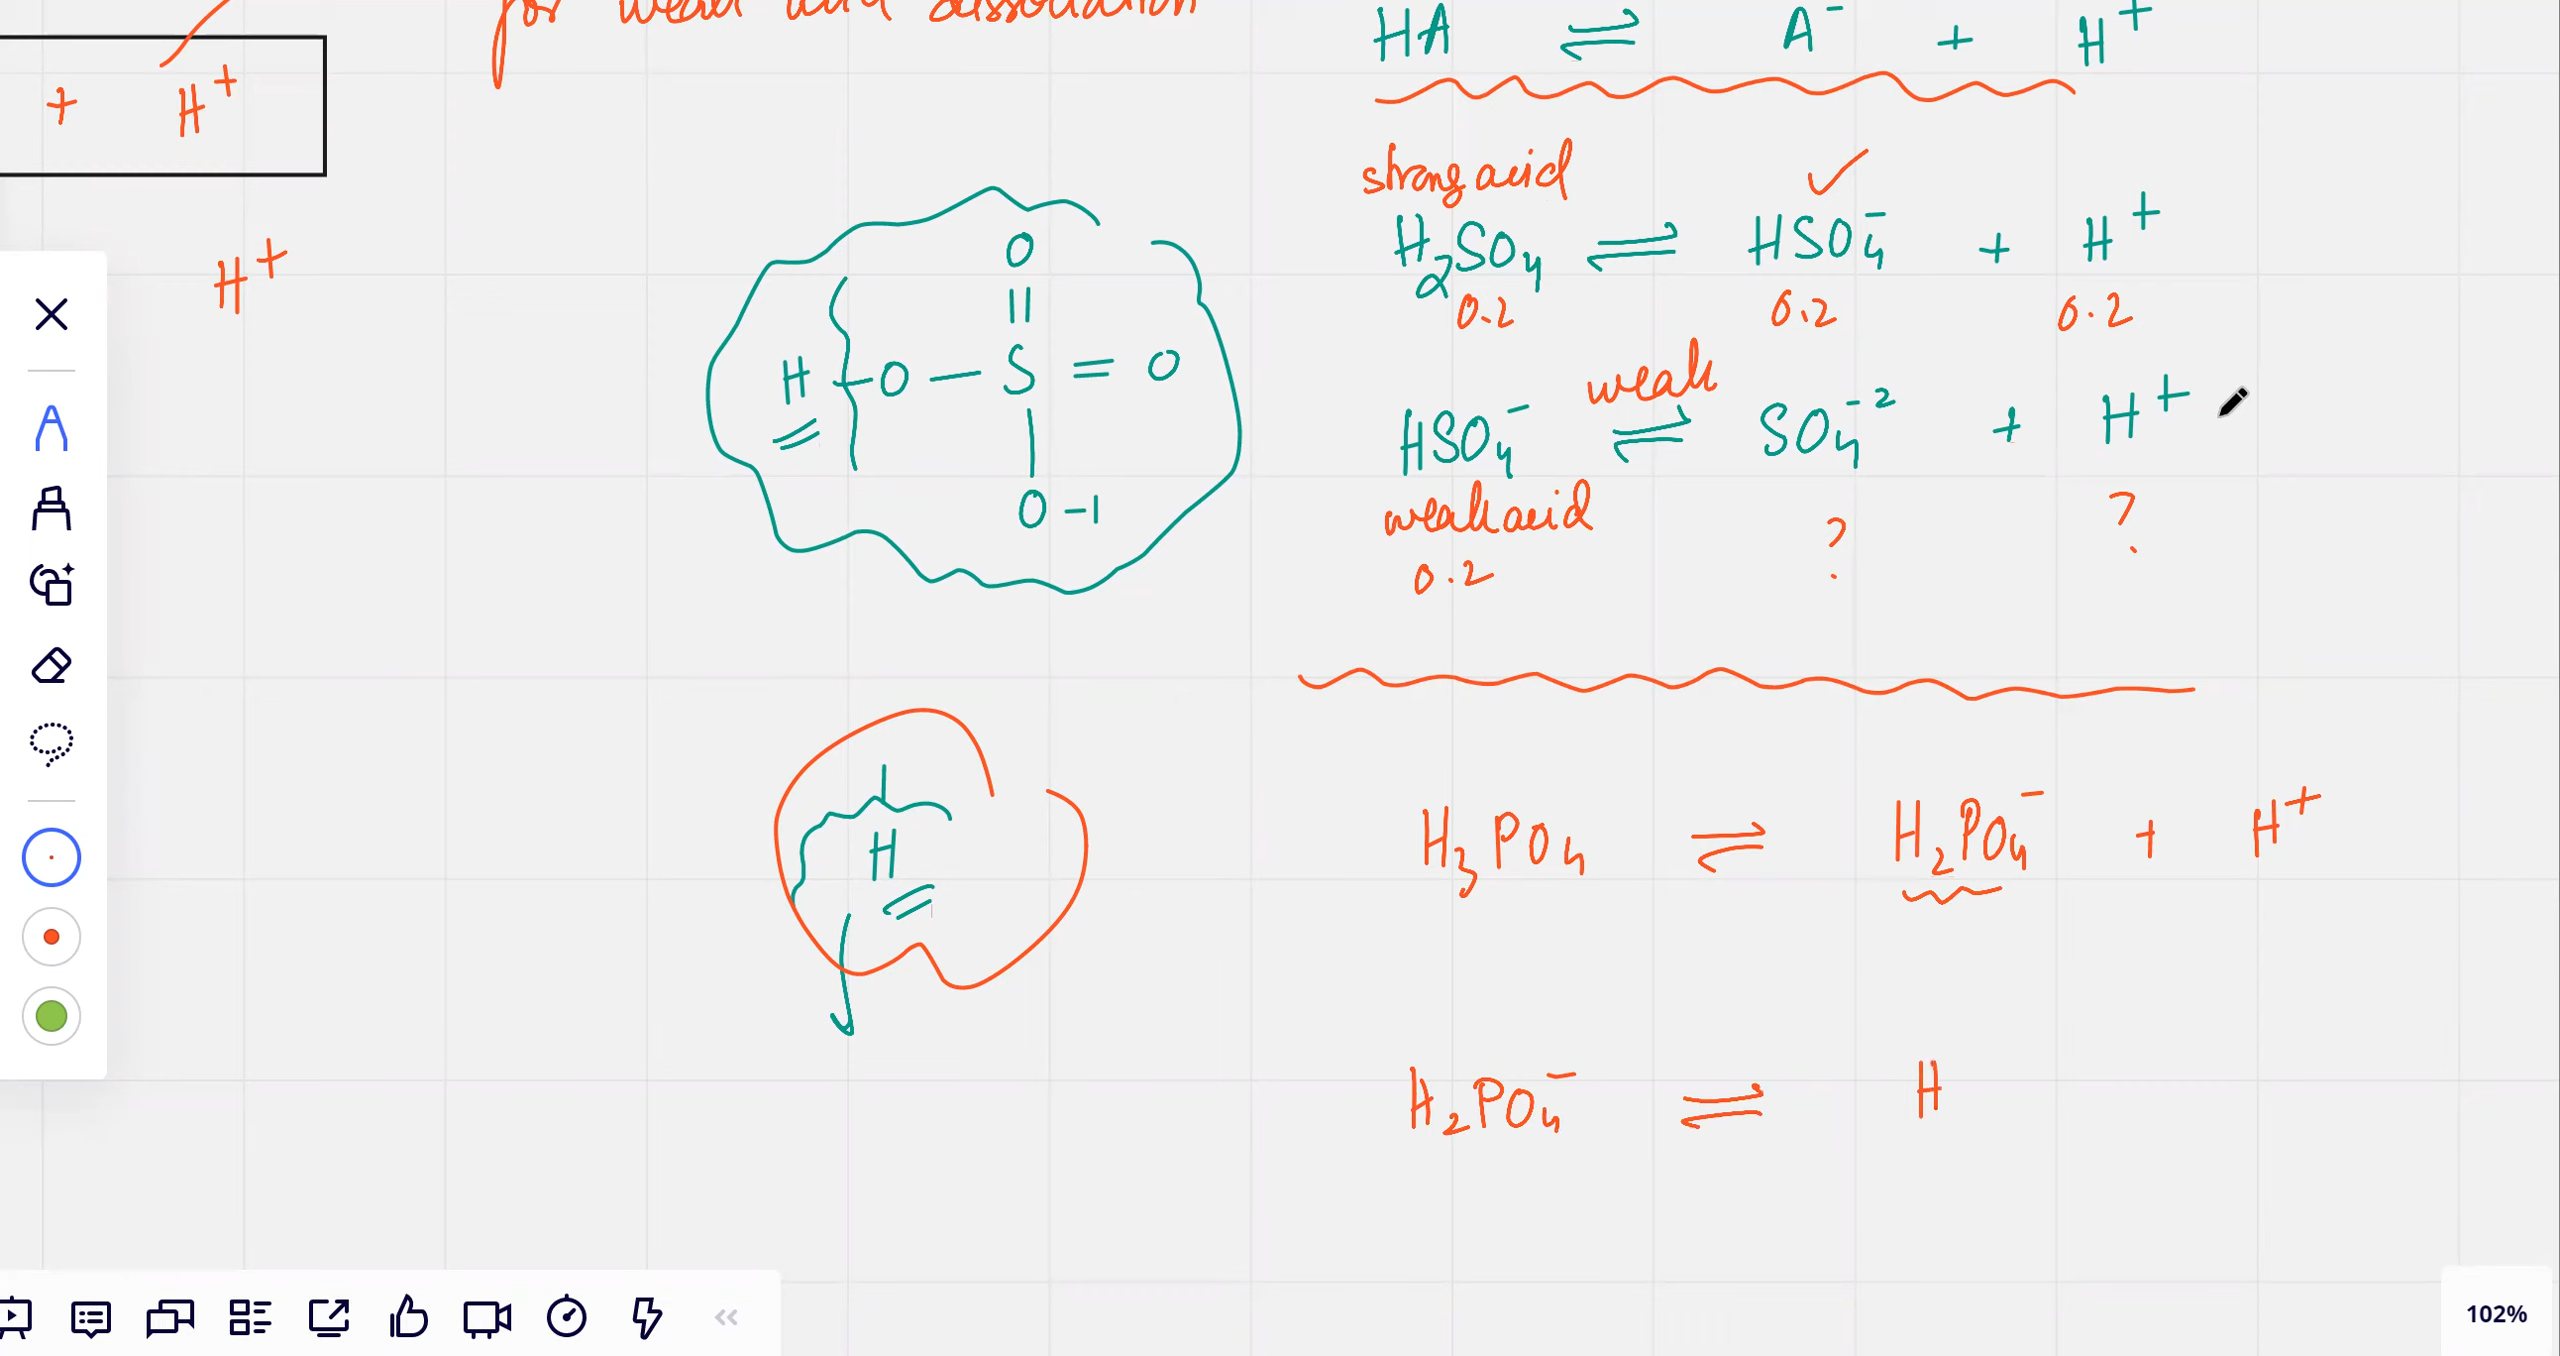 for weak acid dissociation
HA ⇌ A⁻ + H⁺
+ H⁺
strong acid ✓
H₂SO₄ ⇌ HSO₄⁻ + H⁺
0.2 0.2 0.2
H⁺
O
||
H–O—S=O
|
O-1
weak
HSO₄⁻ ⇌ SO₄⁻² + H⁺
weak acid ? ?
0.2
H
H₃PO₄ ⇌ H₂PO₄⁻ + H⁺
H₂PO₄⁻ ⇌ H
102%